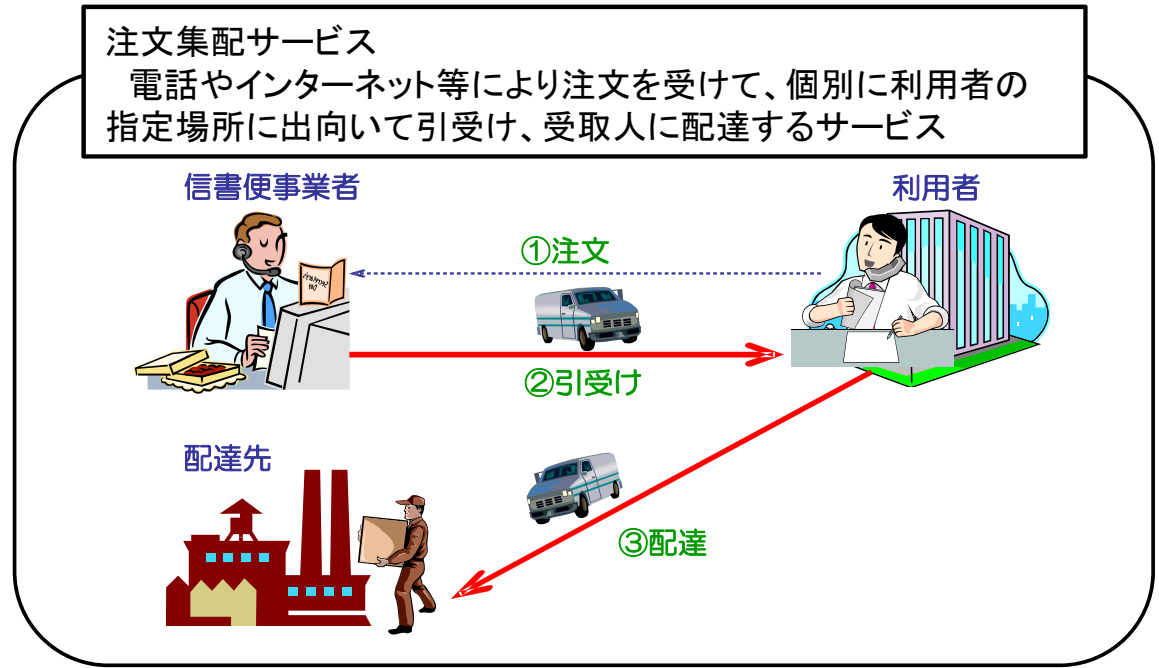 注文集配サービス
電話やインターネット等により注文を受けて、個別に利用者の
指定場所に出向いて引受け、受取人に配達するサービス
信書便事業者
利用者
①注文
②引受け
配達先
③配達